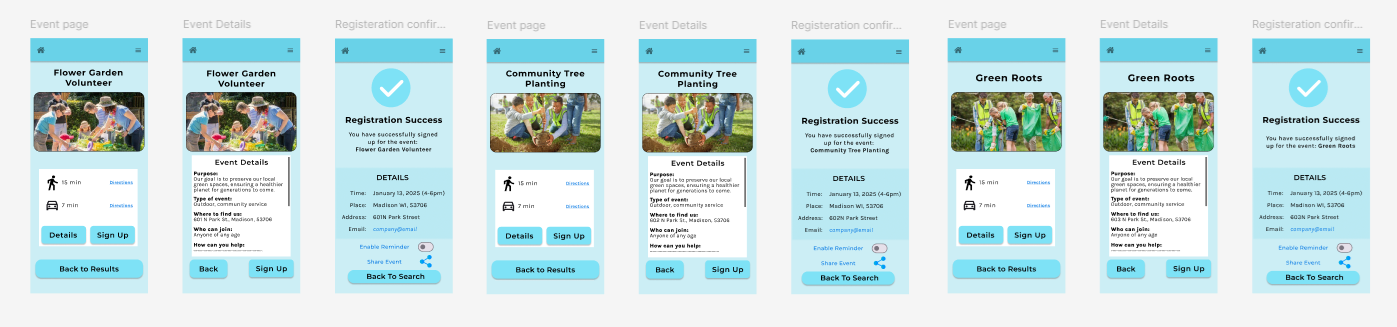 Event page
Flower Garden
Volunteer
15 min
Directions
7 min
Directions
Details
Sign Up
Back to Results
Event Details
Flower Garden
Volunteer
Event Details
Purpose:
Our goal is to preserve our local
green spaces, ensuring a healthier
planet for generations to come.
Type of event:
Outdoor, community service
Where to find us:
601 N Park St., Madison, 53706
Who can join:
Anyone of any age
How can you help:
Back
Sign Up
Registeration confir...
Registration Success
You have successfully signed
up for the event:
Flower Garden Volunteer
DETAILS
Time: January 13, 2025 (4-6pm)
Place: Madison WI, 53706
Address: 601N Park Street
Email: company@email
Enable Reminder
Share Event
Back To Search
Event page
Community Tree
Planting
15 min
Directions
7 min
Directions
Details
Sign Up
Back to Results
Event Details
Community Tree
Planting
Event Details
Purpose:
Our goal is to preserve our local
green spaces, ensuring a healthier
planet for generations to come.
Type of event:
Outdoor, community service
Where to find us:
602 N Park St., Madison, 53706
Who can join:
Anyone of any age
How can you help:
Back
Sign Up
Registeration confir...
Registration Success
You have successfully signed
up for the event:
Community Tree Planting
DETAILS
Time: January 13, 2025 (4-6pm)
Place: Madison WI, 53706
Address: 602N Park Street
Email: company@email
Enable Reminder
Share Event
Back To Search
Event page
Green Roots
15 min
Directions
7 min
Directions
Details
Sign Up
Back to Results
Event Details
Green Roots
Event Details
Purpose:
Our goal is to preserve our local
green spaces, ensuring a healthier
planet for generations to come.
Type of event:
Outdoor, community service
Where to find us:
603 N Park St., Madison, 53706
Who can join:
Anyone of any age
How can you help:
Back
Sign Up
Registeration confir...
Registration Success
You have successfully signed
up for the event: Green Roots
DETAILS
Time: January 13, 2025 (4-6pm)
Place: Madison WI, 53706
Address: 603N Park Street
Email: company@email
Enable Reminder
Share Event
Back To Search